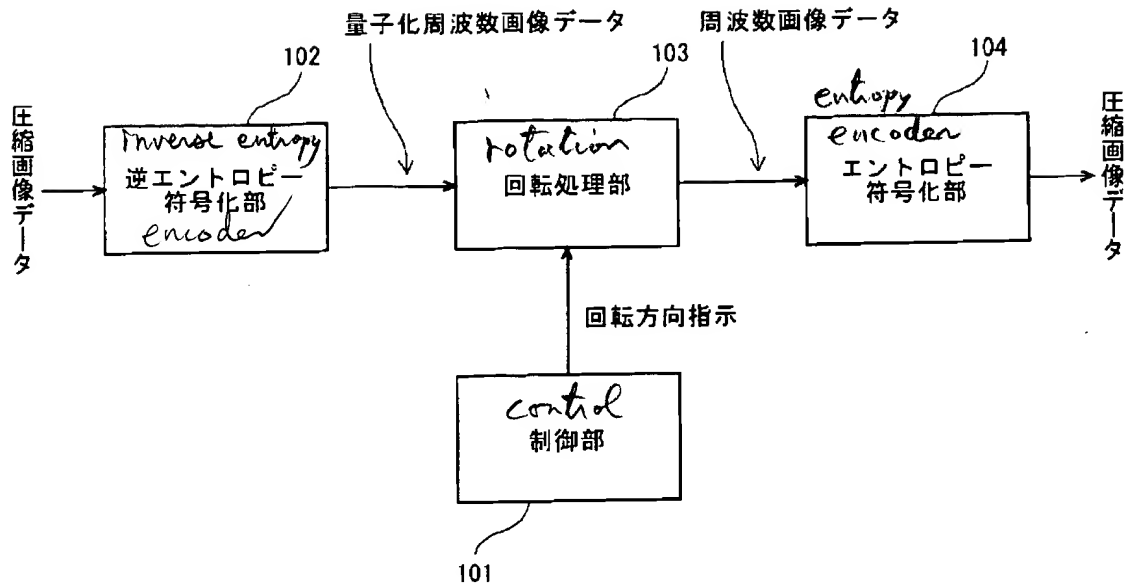 量子化周波数画像データ
周波数画像データ
102
103
104
圧縮画像データ
inverse entropy
逆エントロピー
符号化部
encoder
rotation
回転処理部
entropy
encoder
エントロピー
符号化部
圧縮画像データ
回転方向指示
control
制御部
101